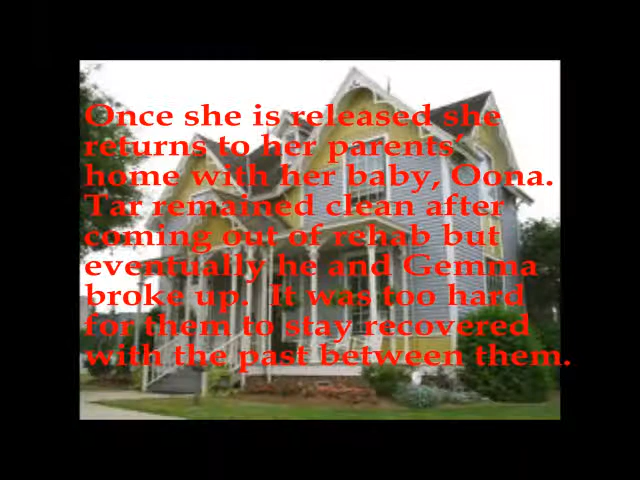 Once she is released she
returns to her parents'
home with her baby, Oona.
Tar remained clean after
coming out of rehab but
eventually he and Gemma
broke up.  It was too hard
for them to stay recovered
with the past between them.